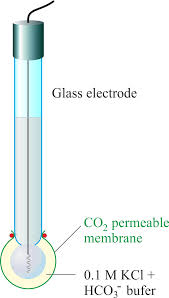 Glass electrode
CO₂ permeable
membrane
0.1 M KCl +
HCO₃⁻ bufer